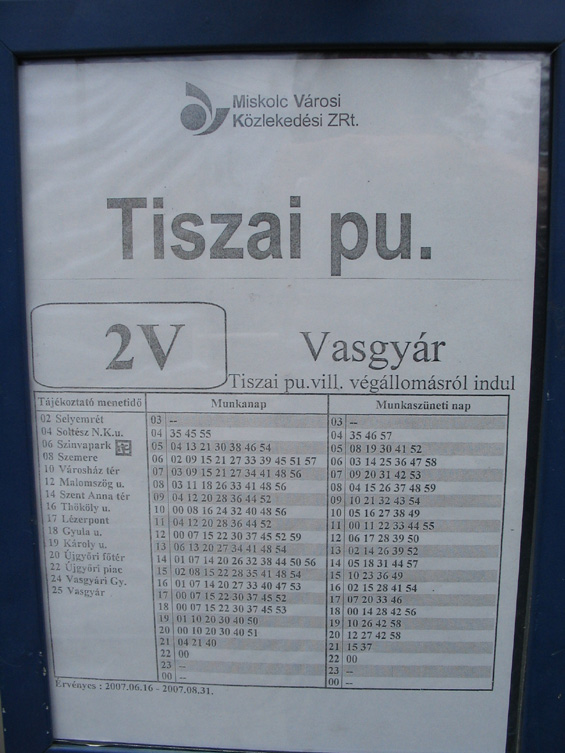 Miskolc Városi
Közlekedési ZRt.
Tiszai pu.
2V
Vasgyár
Tiszai pu.vill. végállomásról indul
Tájékoztató menetidő
02 Selyemrét
04 Soltész N.K.u.
06 Szinvapark
08 Szemere
10 Városház tér
12 Malomszög u.
14 Szent Anna tér
16 Thököly u.
17 Lézerpont
18 Gyula u.
19 Károly u.
20 Újgyőri főtér
22 Újgyőri piac
24 Vasgyári Gy.
25 Vasgyár
Munkanap
03 --
04 35 45 55
05 04 13 21 30 38 46 54
06 02 09 15 21 27 33 39 45 51 57
07 03 09 15 21 27 34 41 48 56
08 03 11 18 26 33 41 48 56
09 04 12 20 28 36 44 52
10 00 08 16 24 32 40 48 56
11 04 12 20 28 36 44 52
12 00 07 15 22 30 37 45 52 59
13 06 13 20 27 34 41 48 54
14 01 07 14 20 26 32 38 44 50 56
15 02 08 15 22 28 35 41 48 54
16 01 07 14 20 27 33 40 47 53
17 00 07 15 22 30 37 45 52
18 00 07 15 22 30 37 45 53
19 01 10 20 30 40 50
20 00 10 20 30 40 51
21 04 21 40
22 00
23 --
00 --
Munkaszüneti nap
03 --
04 35 46 57
05 08 19 30 41 52
06 03 14 25 36 47 58
07 09 20 31 42 53
08 04 15 26 37 48 59
09 10 21 32 43 54
10 05 16 27 38 49
11 00 11 22 33 44 55
12 06 17 28 39 50
13 02 14 26 39 52
14 05 18 31 44 57
15 10 23 36 49
16 02 15 28 41 54
17 07 20 33 46
18 00 14 28 42 56
19 10 26 42 58
20 12 27 42 58
21 15 37
22 00
23 --
00 --
Érvényes : 2007.06.16 - 2007.08.31.